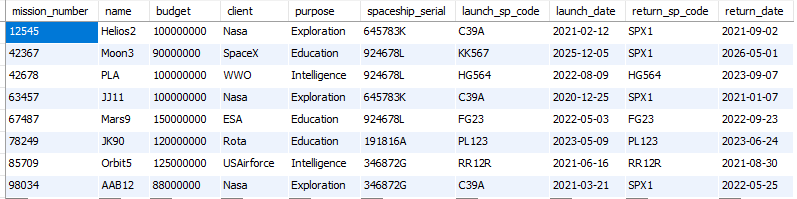 mission_number name budget client purpose spaceship_serial launch_sp_code launch_date return_sp_code return_date
12545 Helios2 100000000 Nasa Exploration 645783K C39A 2021-02-12 SPX1 2021-09-02
42367 Moon3 90000000 SpaceX Education 924678L KK567 2025-12-25 SPX1 2026-05-01
42678 PLA 100000000 WWO Intelligence 924678L HG564 2022-08-09 HG564 2023-09-07
63457 JJ11 100000000 Nasa Exploration 645783K C39A 2020-12-25 SPX1 2021-01-07
67487 Mars9 150000000 ESA Education 924678L FG23 2022-05-03 FG23 2022-09-23
78249 JK90 120000000 Rota Education 191816A PL123 2023-05-09 PL123 2023-06-24
85709 Orbit5 125000000 USAirforce Intelligence 346872G RR12R 2021-06-16 RR12R 2021-08-30
98034 AAB12 88000000 Nasa Exploration 346872G C39A 2021-03-21 SPX1 2022-05-25